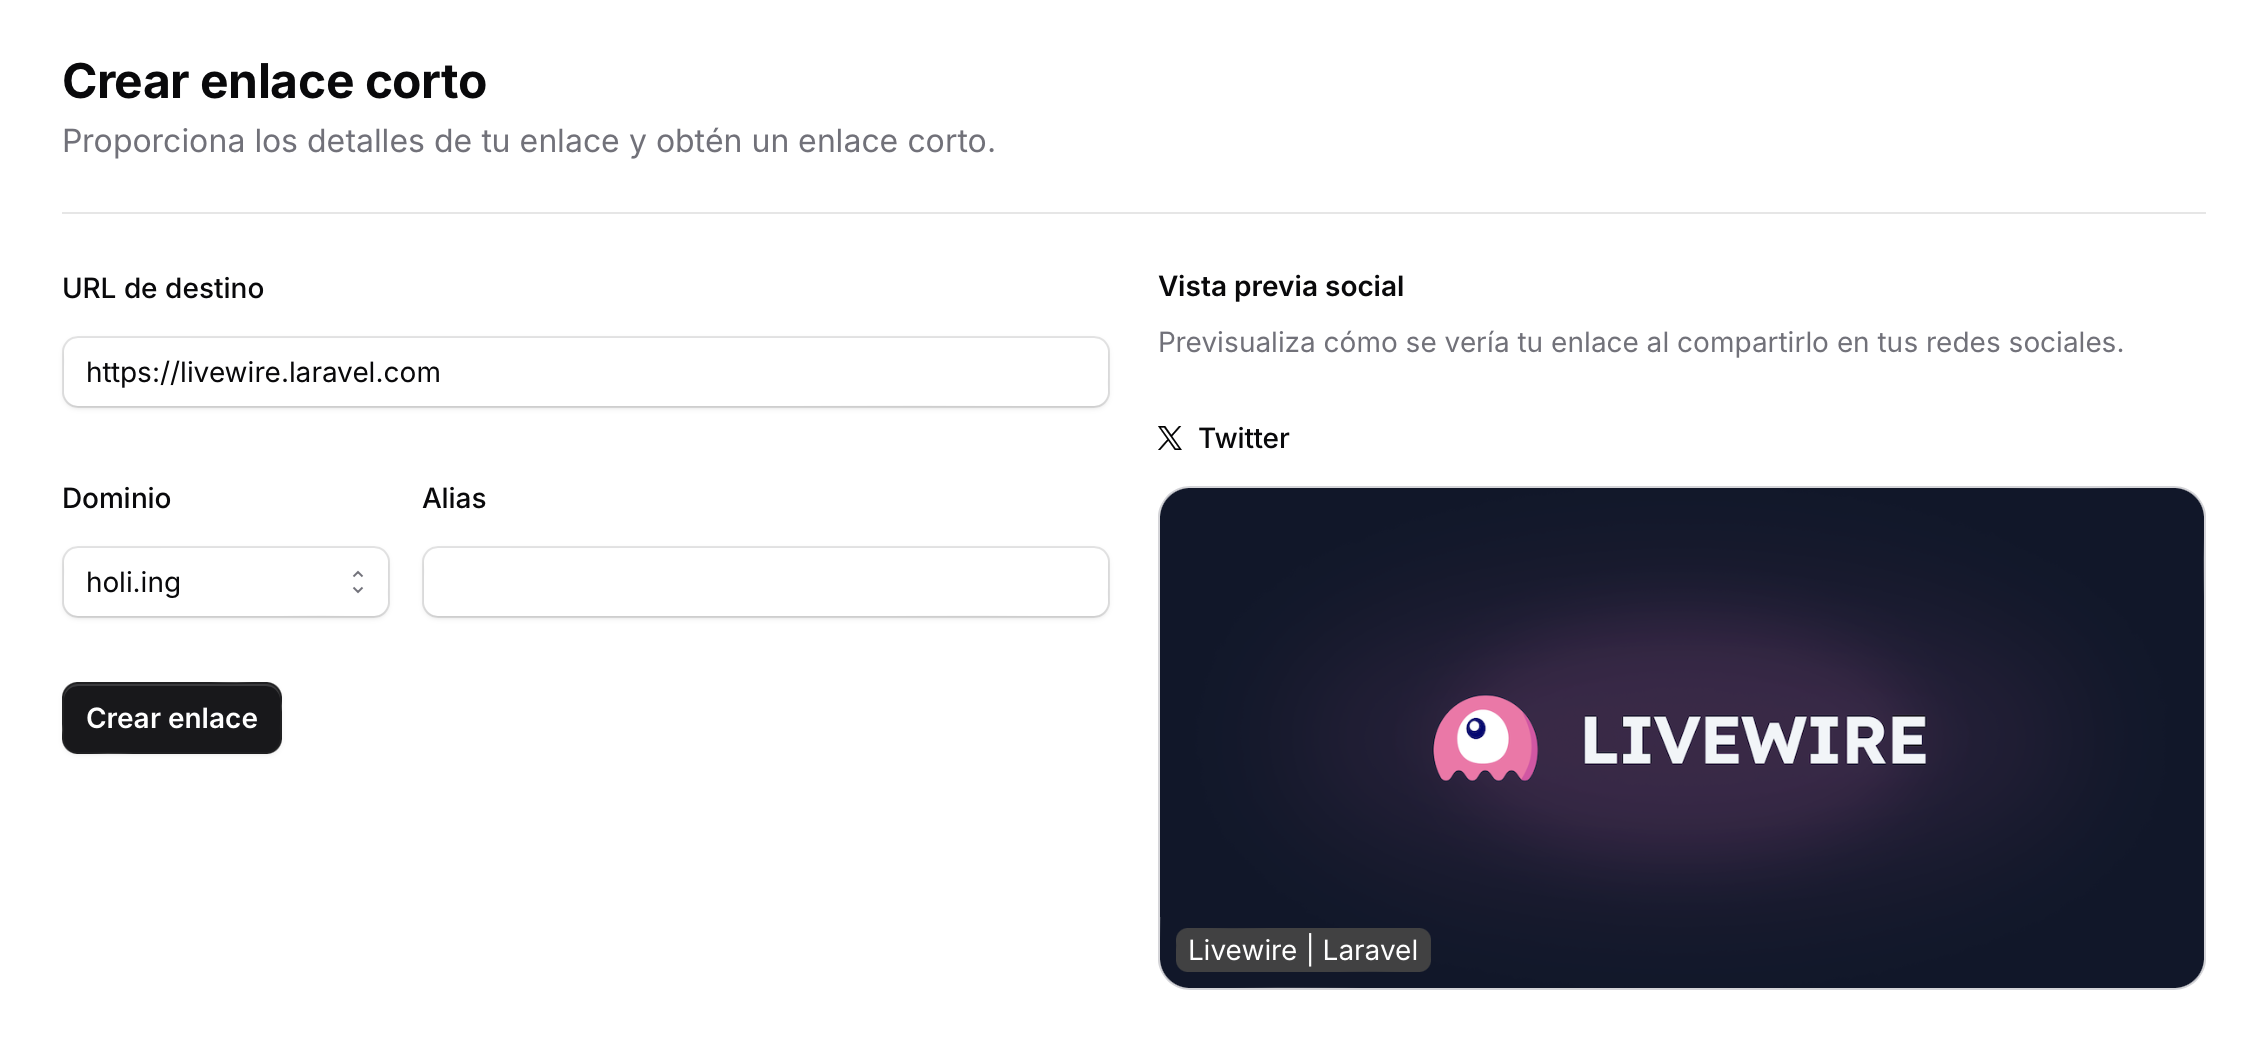 Crear enlace corto
Proporciona los detalles de tu enlace y obtén un enlace corto.
URL de destino
https://livewire.laravel.com
Dominio
Alias
holi.ing
Crear enlace
Vista previa social
Previsualiza cómo se vería tu enlace al compartirlo en tus redes sociales.
Twitter
LIVEWIRE
Livewire | Laravel